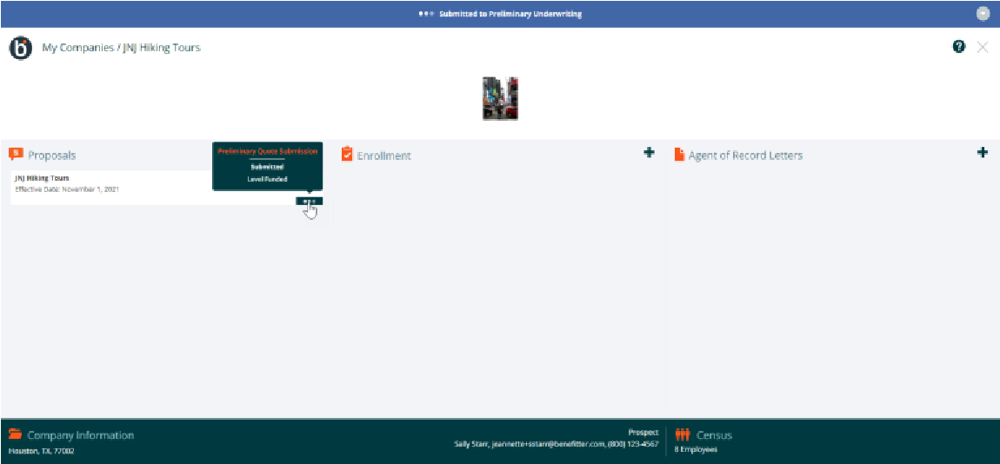 Submitted to Preliminary Underwriting
b
My Companies / JNJ Hiking Tours
?
$ Proposals
Preliminary Quote Submission
Submitted
Level Funded
JNJ Hiking Tours
Effective Date: November 1, 2021
Enrollment
+
Agent of Record Letters
+
Company Information
Houston, TX, 77002
Prospect
Sally Starr, jeannette+sstarr@benefitter.com, (800) 123-4567
Census
8 Employees